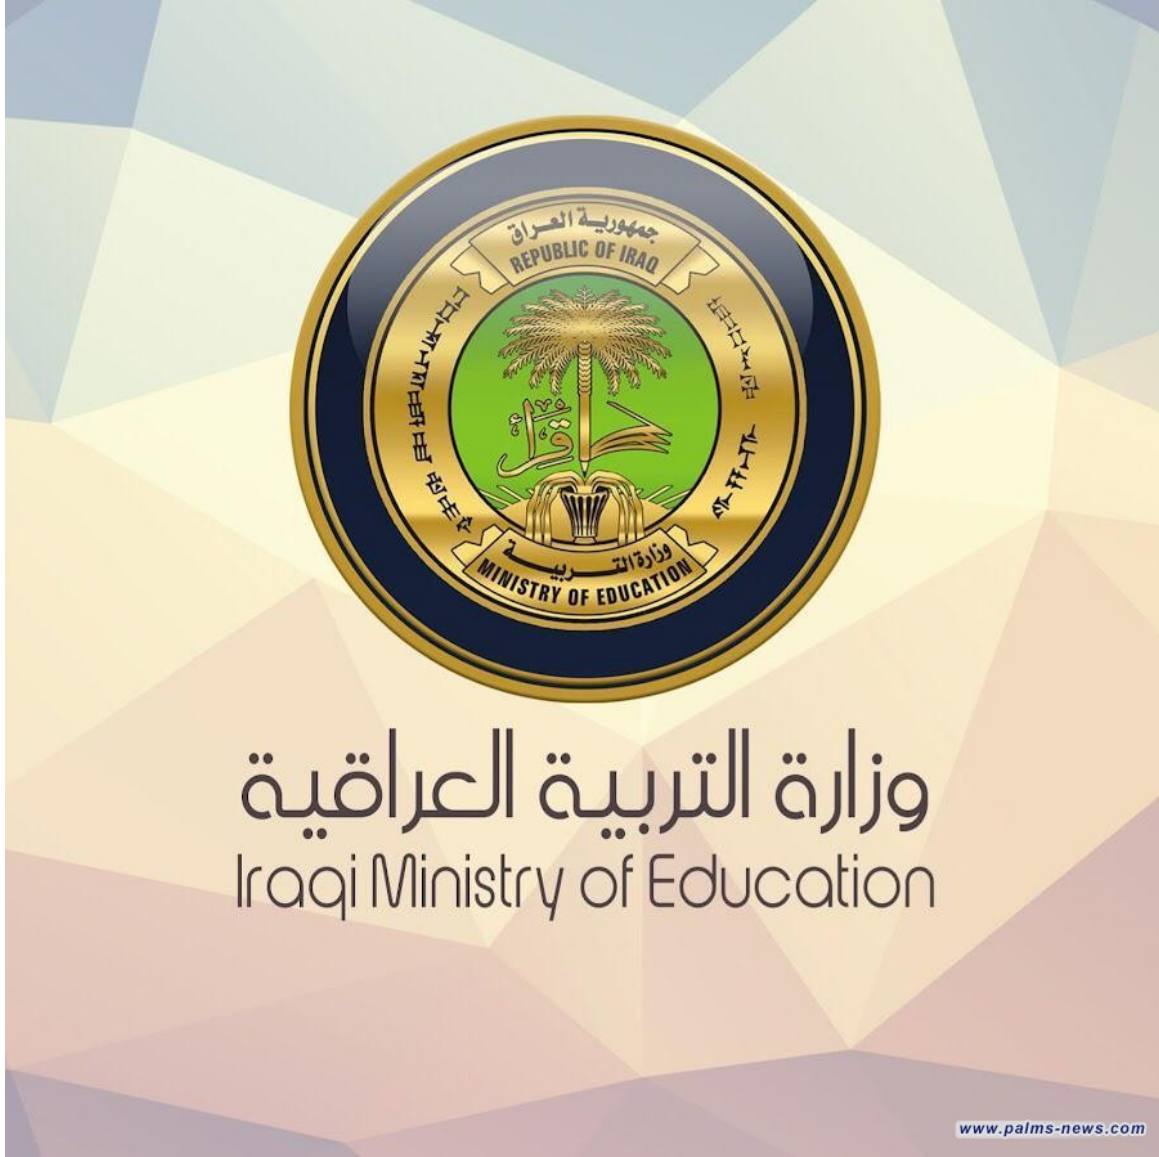 جمهورية العراق
REPUBLIC OF IRAQ
اقرأ
وزارة التربية
MINISTRY OF EDUCATION
وزارة التربية العراقية
Iraqi Ministry of Education
www.palms-news.com